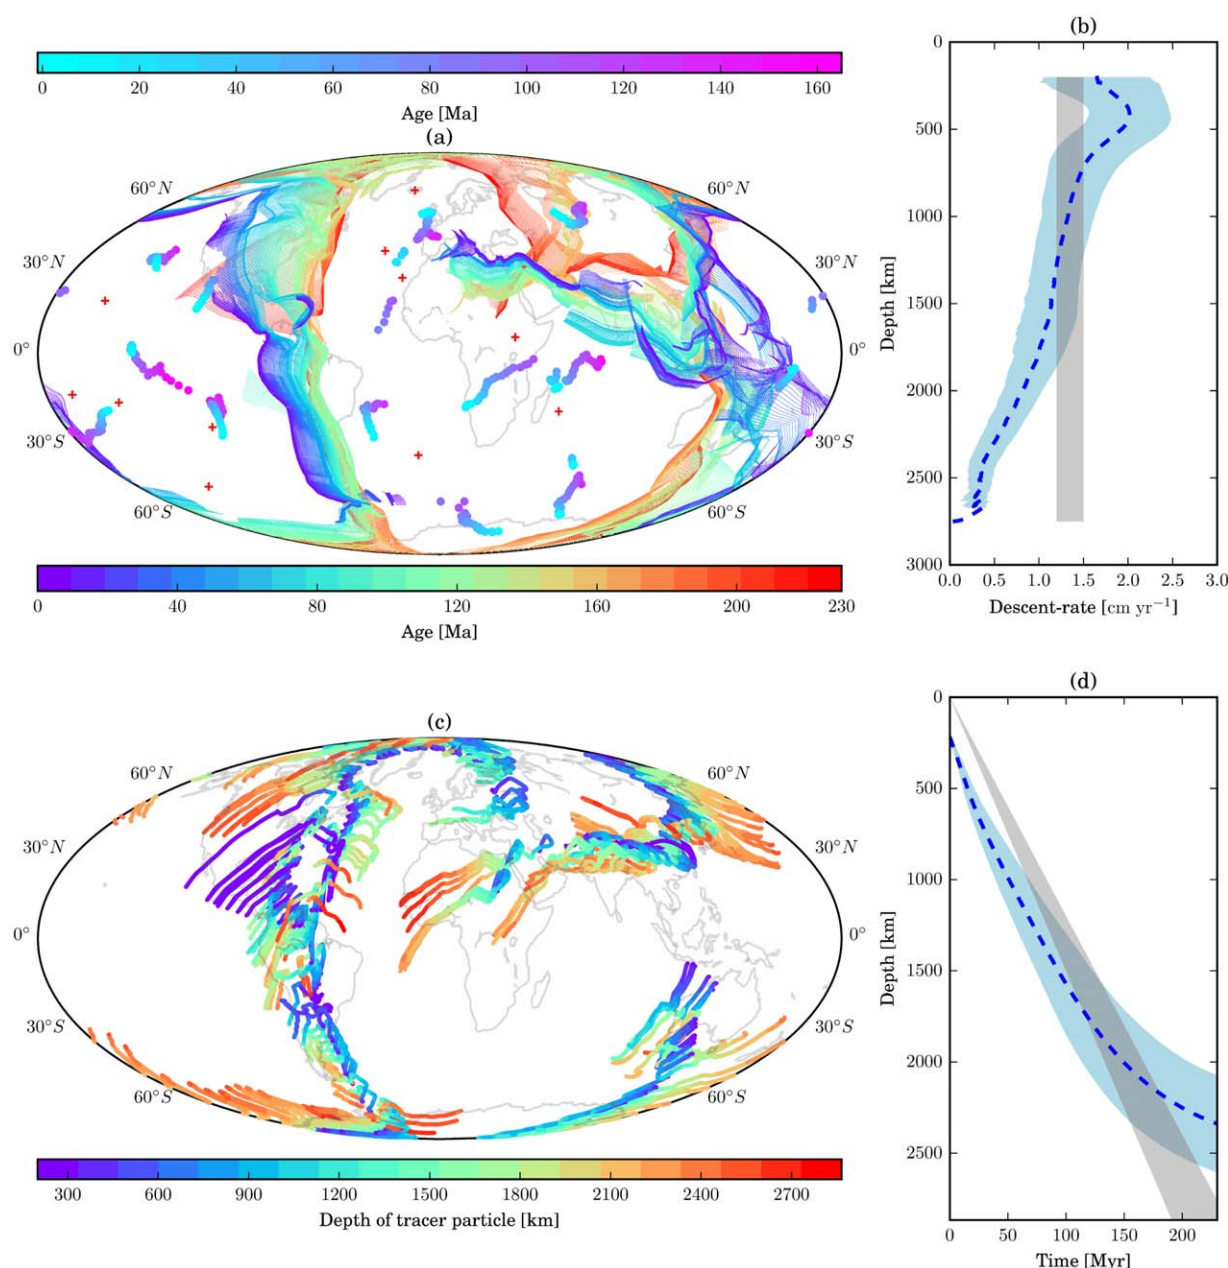 0 20 40 60 80 100 120 140 160
Age [Ma]
(a)
60°N
30°N
0°
30°S
60°S
60°N
30°N
0°
30°S
60°S
0 40 80 120 160 200 230
Age [Ma]
(b)
0
500
1000
1500
2000
2500
3000
Depth [km]
0.0 0.5 1.0 1.5 2.0 2.5 3.0
Descent-rate [cm yr⁻¹]
(c)
60°N
30°N
0°
30°S
60°S
60°N
30°N
0°
30°S
60°S
300 600 900 1200 1500 1800 2100 2400 2700
Depth of tracer particle [km]
(d)
0
500
1000
1500
2000
2500
Depth [km]
0 50 100 150 200
Time [Myr]